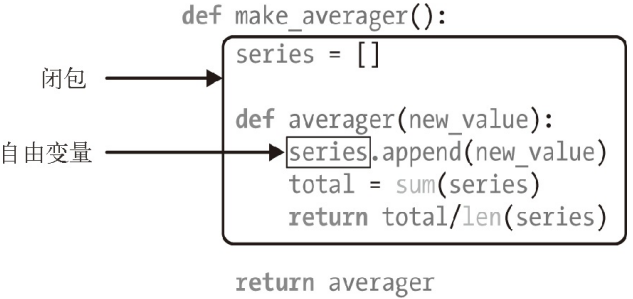 def make_averager():
series = []
闭包
def averager(new_value):
自由变量
series.append(new_value)
total = sum(series)
return total/len(series)
return averager